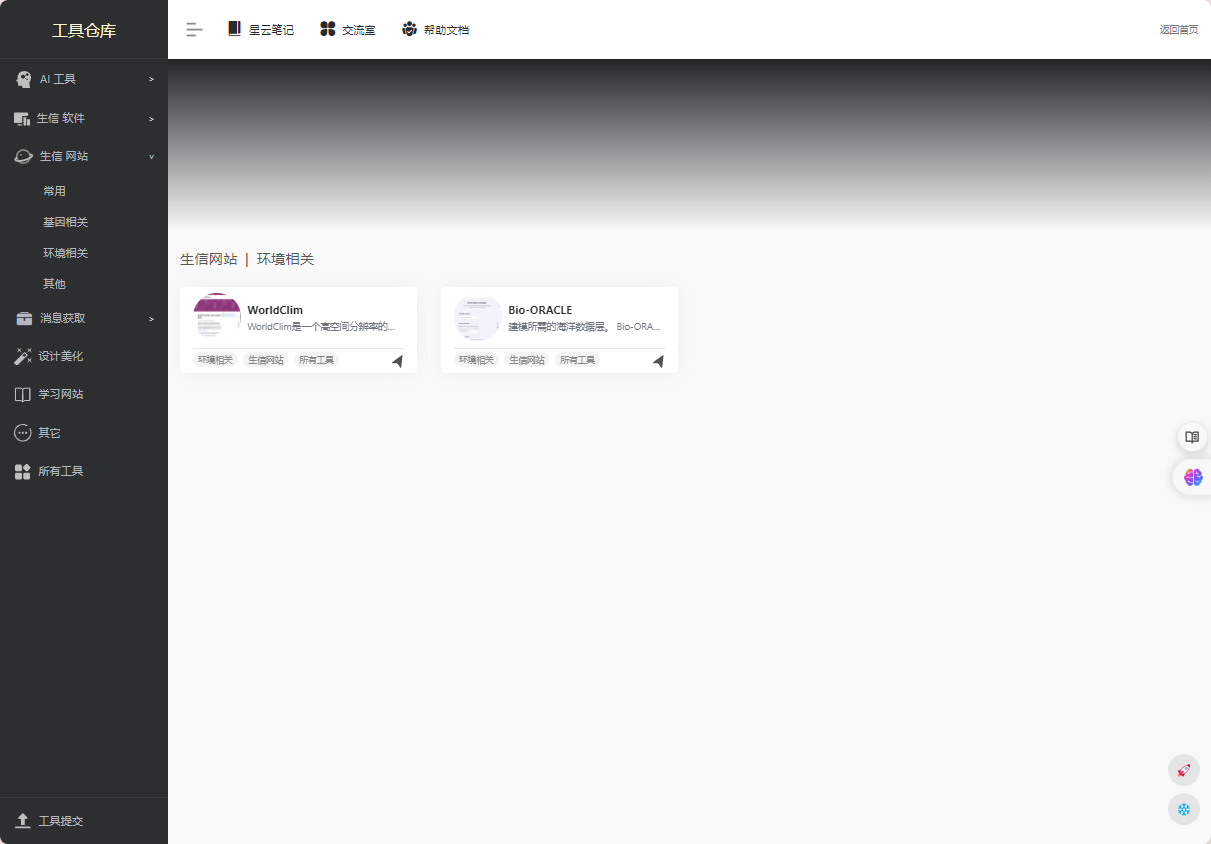 工具仓库
星云笔记
交流室
帮助文档
返回首页
AI 工具
生信 软件
生信 网站
常用
基因相关
环境相关
其他
消息获取
设计美化
学习网站
其它
所有工具
工具提交
生信网站 | 环境相关
WorldClim
WorldClim是一个高空间分辨率的...
环境相关 生信网站 所有工具
Bio-ORACLE
建模所需的海洋数据层。 Bio-ORA...
环境相关 生信网站 所有工具